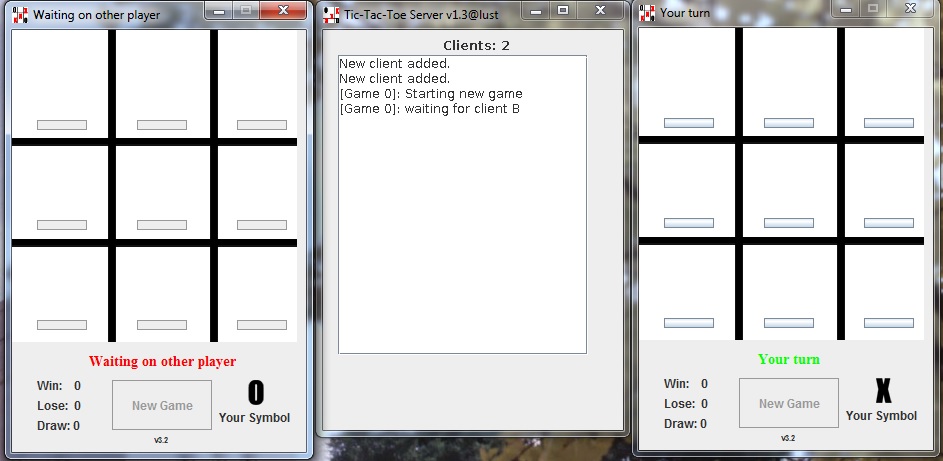 Waiting on other player
Waiting on other player
Win: 0
Lose: 0
Draw: 0
New Game
O
Your Symbol
v3.2
Tic-Tac-Toe Server v1.3@lust
Clients: 2
New client added.
New client added.
[Game 0]: Starting new game
[Game 0]: waiting for client B
Your turn
Your turn
Win: 0
Lose: 0
Draw: 0
New Game
X
Your Symbol
v3.2